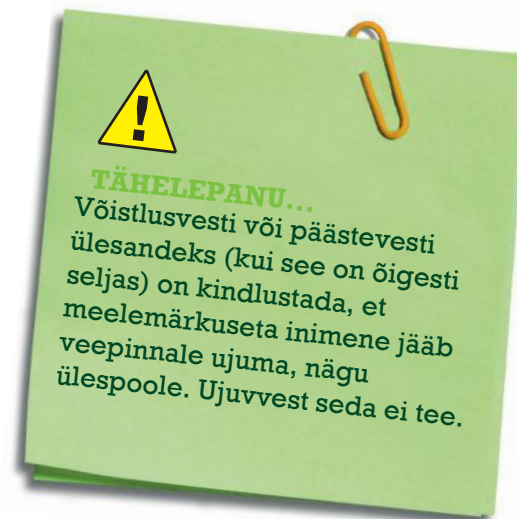 !
TÄHELEPANU...
Võistlusvesti või päästevesti
ülesandeks (kui see on õigesti
seljas) on kindlustada, et
meelemärkuseta inimene jääb
veepinnale ujuma, nägu
ülespoole. Ujuvvest seda ei tee.